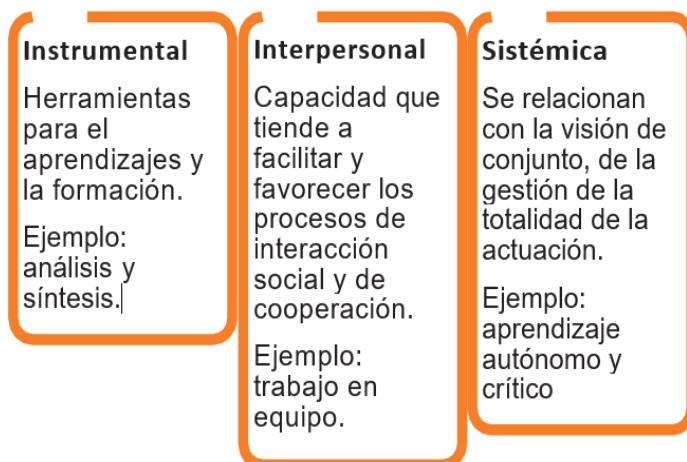 Instrumental
Herramientas
para el
aprendizajes y
la formación.
Ejemplo:
análisis y
síntesis.
Interpersonal
Capacidad que
tiende a
facilitar y
favorecer los
procesos de
interacción
social y de
cooperación.
Ejemplo:
trabajo en
equipo.
Sistémica
Se relacionan
con la visión de
conjunto, de la
gestión de la
totalidad de la
actuación.
Ejemplo:
aprendizaje
autónomo y
crítico